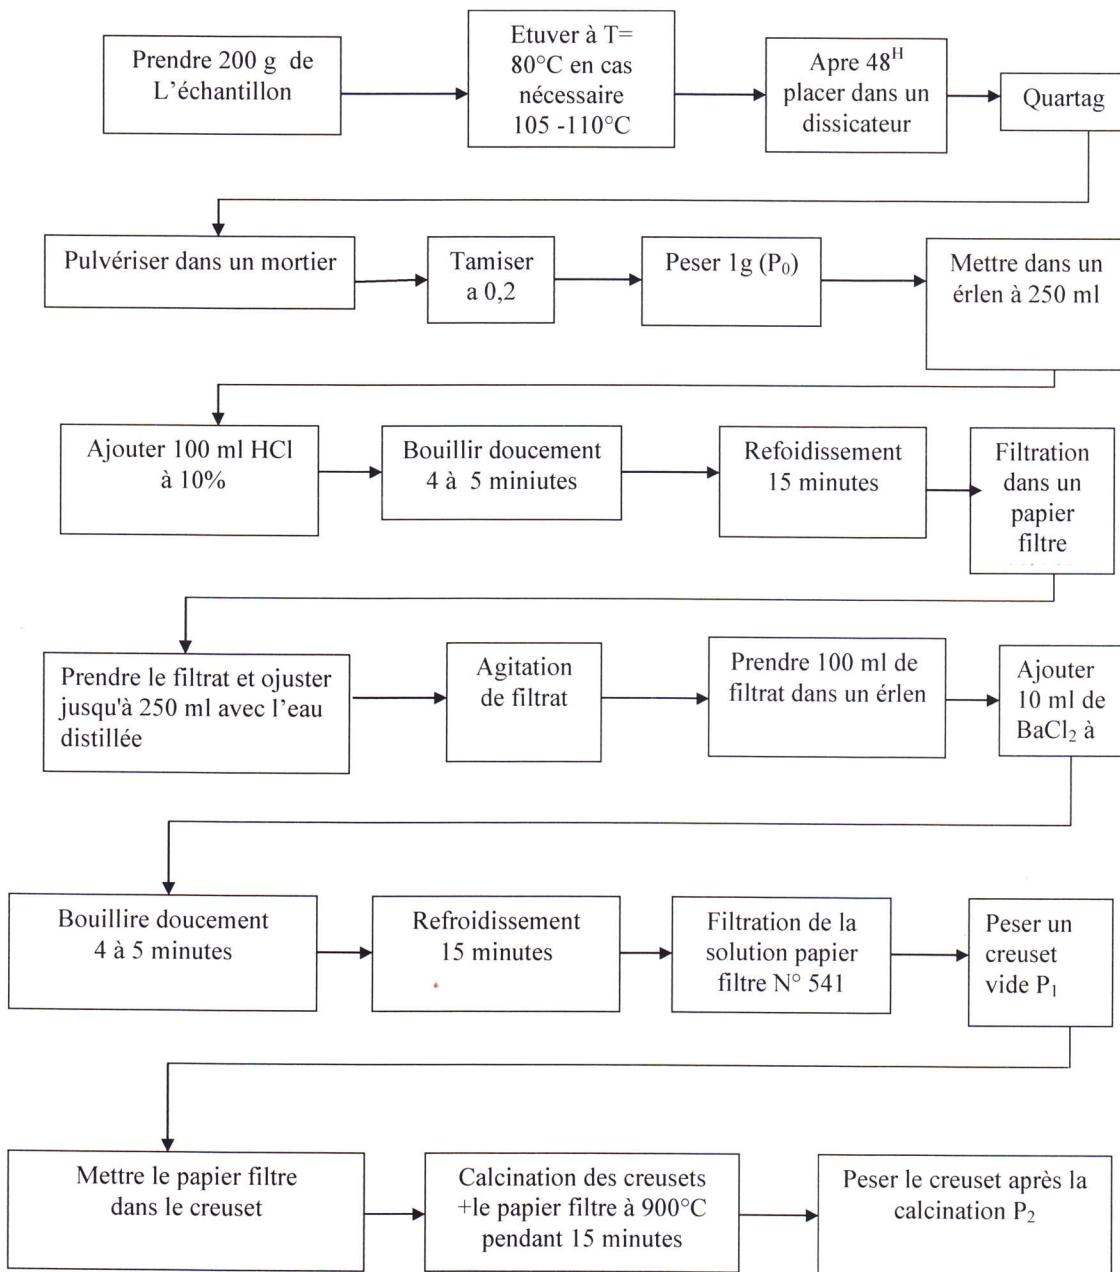 Prendre 200 g de
L'échantillon
Etuver à T=
80°C en cas
nécessaire
105 -110°C
Apre 48ᴴ
placer dans un
dissicateur
Quartag
Pulvériser dans un mortier
Tamiser
a 0,2
Peser 1g (P₀)
Mettre dans un
érlen à 250 ml
Ajouter 100 ml HCl
à 10%
Bouillir doucement
4 à 5 miniutes
Refoidissement
15 minutes
Filtration
dans un
papier
filtre
Prendre le filtrat et ojuster
jusqu'à 250 ml avec l'eau
distillée
Agitation
de filtrat
Prendre 100 ml de
filtrat dans un érlen
Ajouter
10 ml de
BaCl₂ à
Bouillire doucement
4 à 5 minutes
Refroidissement
15 minutes
Filtration de la
solution papier
filtre N° 541
Peser un
creuset
vide P₁
Mettre le papier filtre
dans le creuset
Calcination des creusets
+le papier filtre à 900°C
pendant 15 minutes
Peser le creuset après la
calcination P₂